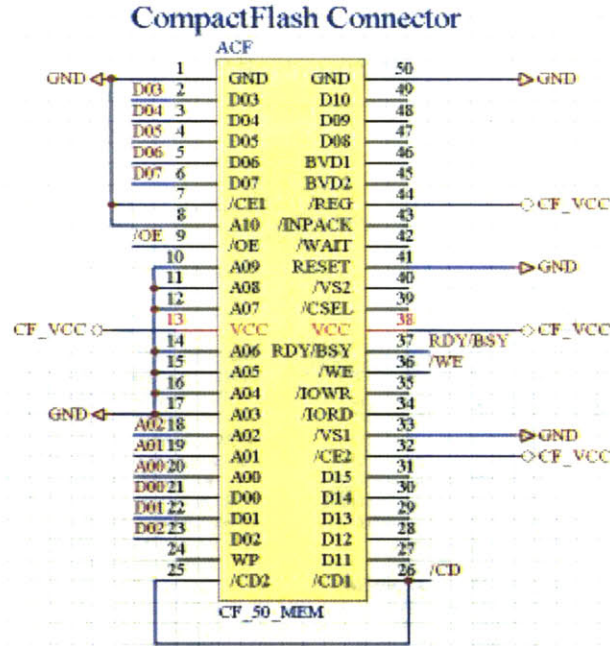 CompactFlash Connector
ACF
GND 1 GND GND 50 GND
D03 2 D03 D10 49
D04 3 D04 D09 48
D05 4 D05 D08 47
D06 5 D06 BVD1 46
D07 6 D07 BVD2 45
7 /CE1 /REG 44 CF_VCC
8 A10 /INPACK 43
/OE 9 /OE /WAIT 42
10 A09 RESET 41 GND
11 A08 /VS2 40
12 A07 /CSEL 39
CF_VCC 13 VCC VCC 38 CF_VCC
14 A06 RDY/BSY 37 RDY/BSY
15 A05 /WE 36 /WE
16 A04 /IOWR 35
GND 17 A03 /IORD 34
A02 18 A02 /VS1 33 GND
A01 19 A01 /CE2 32 CF_VCC
A00 20 A00 D15 31
D00 21 D00 D14 30
D01 22 D01 D13 29
D02 23 D02 D12 28
24 WP D11 27
25 /CD2 /CD1 26 /CD
CF_50_MEM